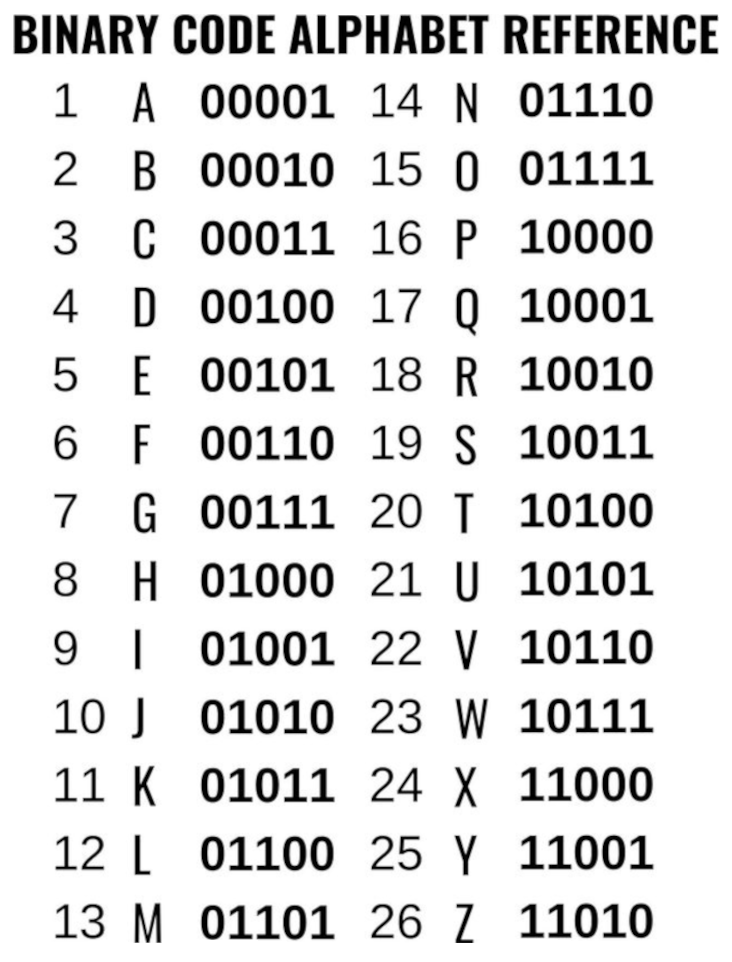 BINARY CODE ALPHABET REFERENCE
1 A 00001 14 N 01110
2 B 00010 15 O 01111
3 C 00011 16 P 10000
4 D 00100 17 Q 10001
5 E 00101 18 R 10010
6 F 00110 19 S 10011
7 G 00111 20 T 10100
8 H 01000 21 U 10101
9 I 01001 22 V 10110
10 J 01010 23 W 10111
11 K 01011 24 X 11000
12 L 01100 25 Y 11001
13 M 01101 26 Z 11010